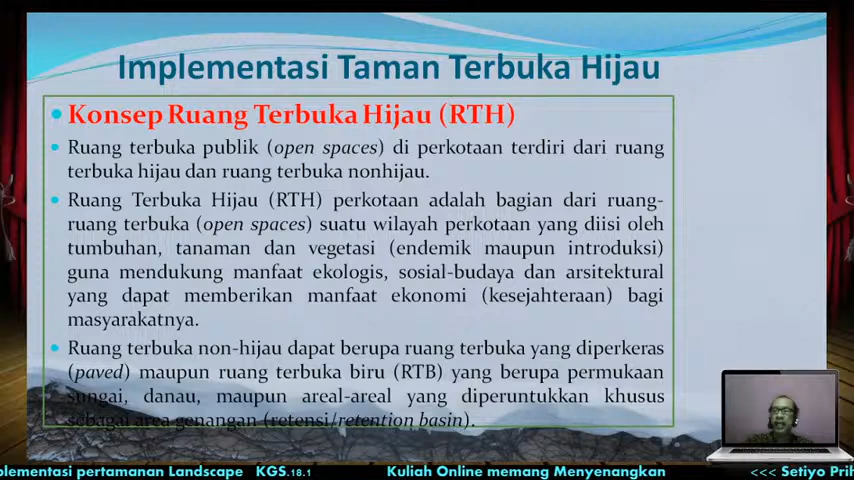 Implementasi Taman Terbuka Hijau
Konsep Ruang Terbuka Hijau (RTH)
Ruang terbuka publik (open spaces) di perkotaan terdiri dari ruang
terbuka hijau dan ruang terbuka nonhijau.
Ruang Terbuka Hijau (RTH) perkotaan adalah bagian dari ruang-
ruang terbuka (open spaces) suatu wilayah perkotaan yang diisi oleh
tumbuhan, tanaman dan vegetasi (endemik maupun introduksi)
guna mendukung manfaat ekologis, sosial-budaya dan arsitektural
yang dapat memberikan manfaat ekonomi (kesejahteraan) bagi
masyarakatnya.
Ruang terbuka non-hijau dapat berupa ruang terbuka yang diperkeras
(paved) maupun ruang terbuka biru (RTB) yang berupa permukaan
sungai, danau, maupun areal-areal yang diperuntukkan khusus
sebagai area genangan (retensi/retention basin).
plementasi pertamanan Landscape KGS.18.1 Kuliah Online memang Menyenangkan <<< Setiyo Prih